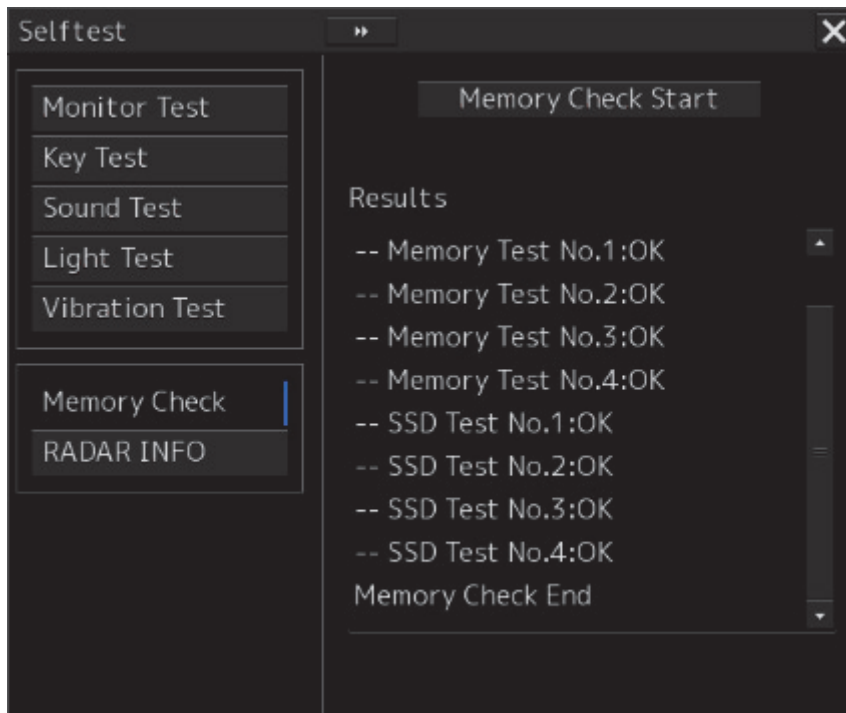 Selftest
Monitor Test
Key Test
Sound Test
Light Test
Vibration Test
Memory Check
RADAR INFO
Memory Check Start
Results
-- Memory Test No.1:OK
-- Memory Test No.2:OK
-- Memory Test No.3:OK
-- Memory Test No.4:OK
-- SSD Test No.1:OK
-- SSD Test No.2:OK
-- SSD Test No.3:OK
-- SSD Test No.4:OK
Memory Check End